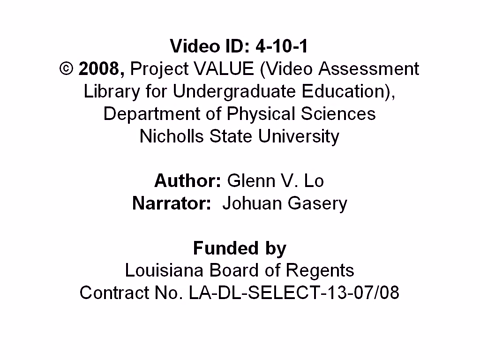 Video ID: 4-10-1
© 2008, Project VALUE (Video Assessment
Library for Undergraduate Education),
Department of Physical Sciences
Nicholls State University
Author: Glenn V. Lo
Narrator: Johuan Gasery
Funded by
Louisiana Board of Regents
Contract No. LA-DL-SELECT-13-07/08